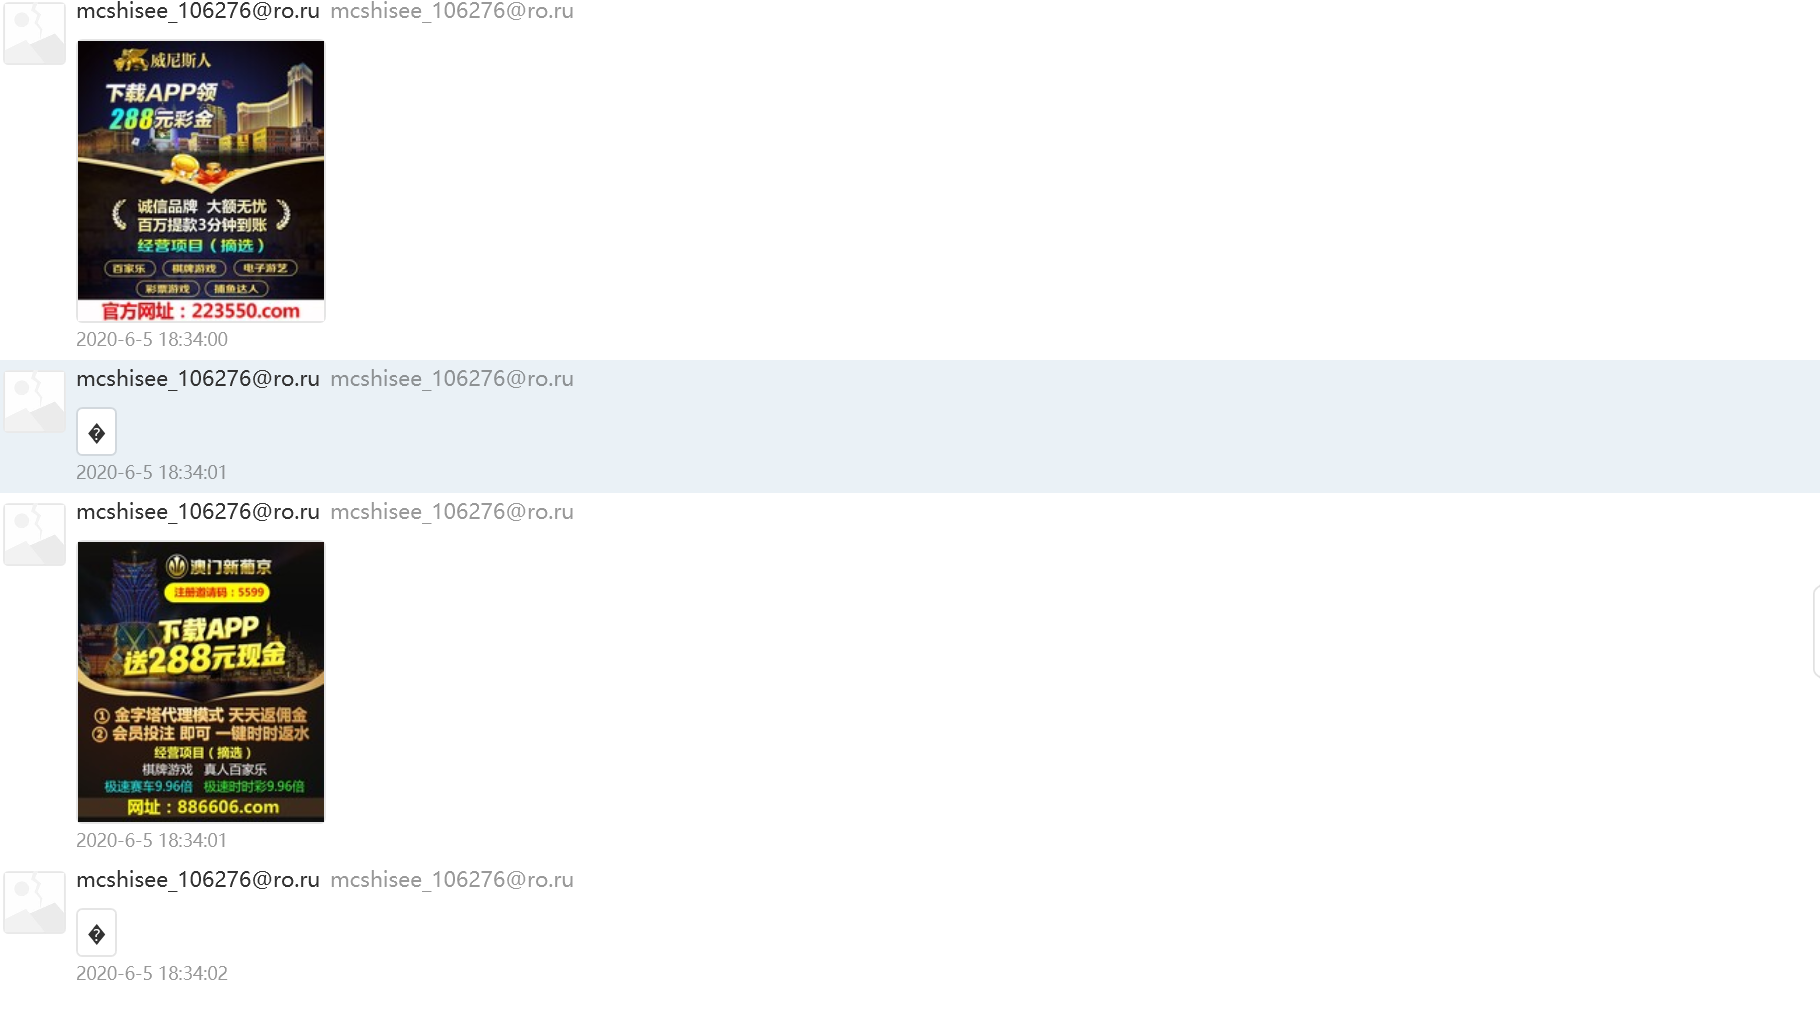 mcshisee_106276@ro.ru mcshisee_106276@ro.ru
威尼斯人
下载APP领
288元彩金
诚信品牌 大额无忧
百万提款3分钟到账
经营项目（摘选）
百家乐 棋牌游戏 电子游艺
彩票游戏 捕鱼达人
官方网址：223550.com
2020-6-5 18:34:00
mcshisee_106276@ro.ru mcshisee_106276@ro.ru
�
2020-6-5 18:34:01
mcshisee_106276@ro.ru mcshisee_106276@ro.ru
澳门新葡京
注册邀请码：5599
下载APP
送288元现金
① 金字塔代理模式 天天返佣金
② 会员投注 即可 一键时时返水
经营项目（摘选）
棋牌游戏 真人百家乐
极速赛车9.96倍 极速时时彩9.96倍
网址：886606.com
2020-6-5 18:34:01
mcshisee_106276@ro.ru mcshisee_106276@ro.ru
�
2020-6-5 18:34:02